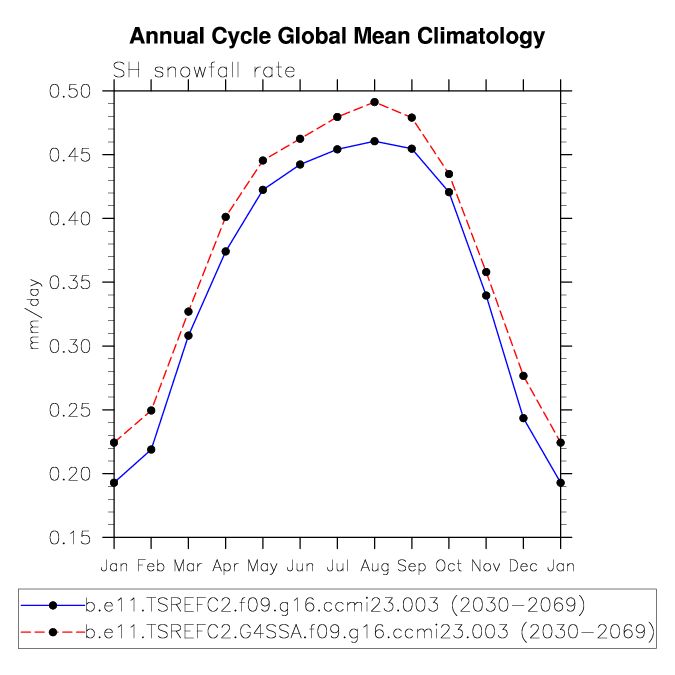 Annual Cycle Global Mean Climatology
SH snowfall rate
0.50
0.45
0.40
0.35
0.30
0.25
0.20
0.15
mm/day
Jan Feb Mar Apr May Jun Jul Aug Sep Oct Nov Dec Jan
b.e11.TSREFC2.f09.g16.ccmi23.003 (2030-2069)
b.e11.TSREFC2.G4SSA.f09.g16.ccmi23.003 (2030-2069)